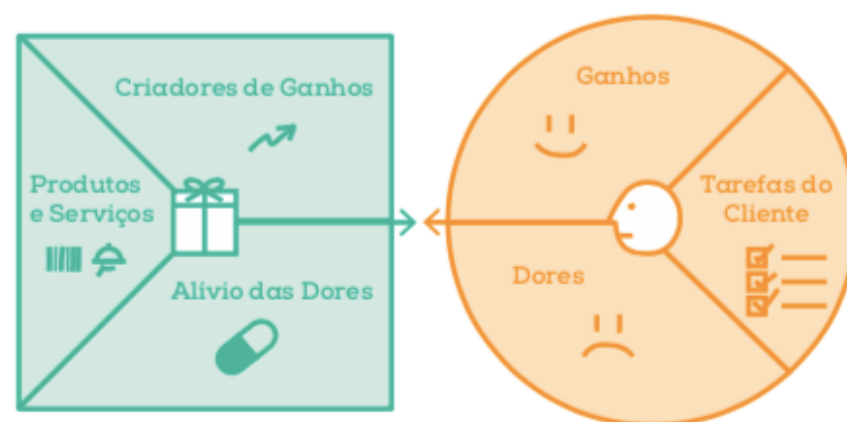 Criadores de Ganhos
Produtos
e Serviços
Alívio das Dores
Ganhos
Tarefas do
Cliente
Dores